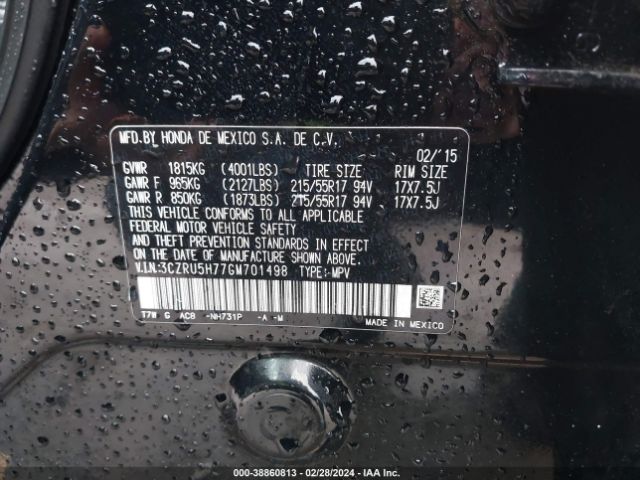 MFD.BY HONDA DE MEXICO S.A. DE C.V.
02/'15
GVWR 1815KG (4001LBS) TIRE SIZE RIM SIZE
GAWR F 965KG (2127LBS) 215/55R17 94V 17X7.5J
GAWR R 850KG (1873LBS) 215/55R17 94V 17X7.5J
THIS VEHICLE CONFORMS TO ALL APPLICABLE
FEDERAL MOTOR VEHICLE SAFETY
AND THEFT PREVENTION STANDARDS IN EFFECT
ON THE DATE OF MANUFACTURE SHOWN ABOVE.
V.I.N:3CZRU5H77GM701498 TYPE:MPV
T7W G AC8 -NH731P -A -M
MADE IN MEXICO
000-38860813 - 02/28/2024 - IAA Inc.